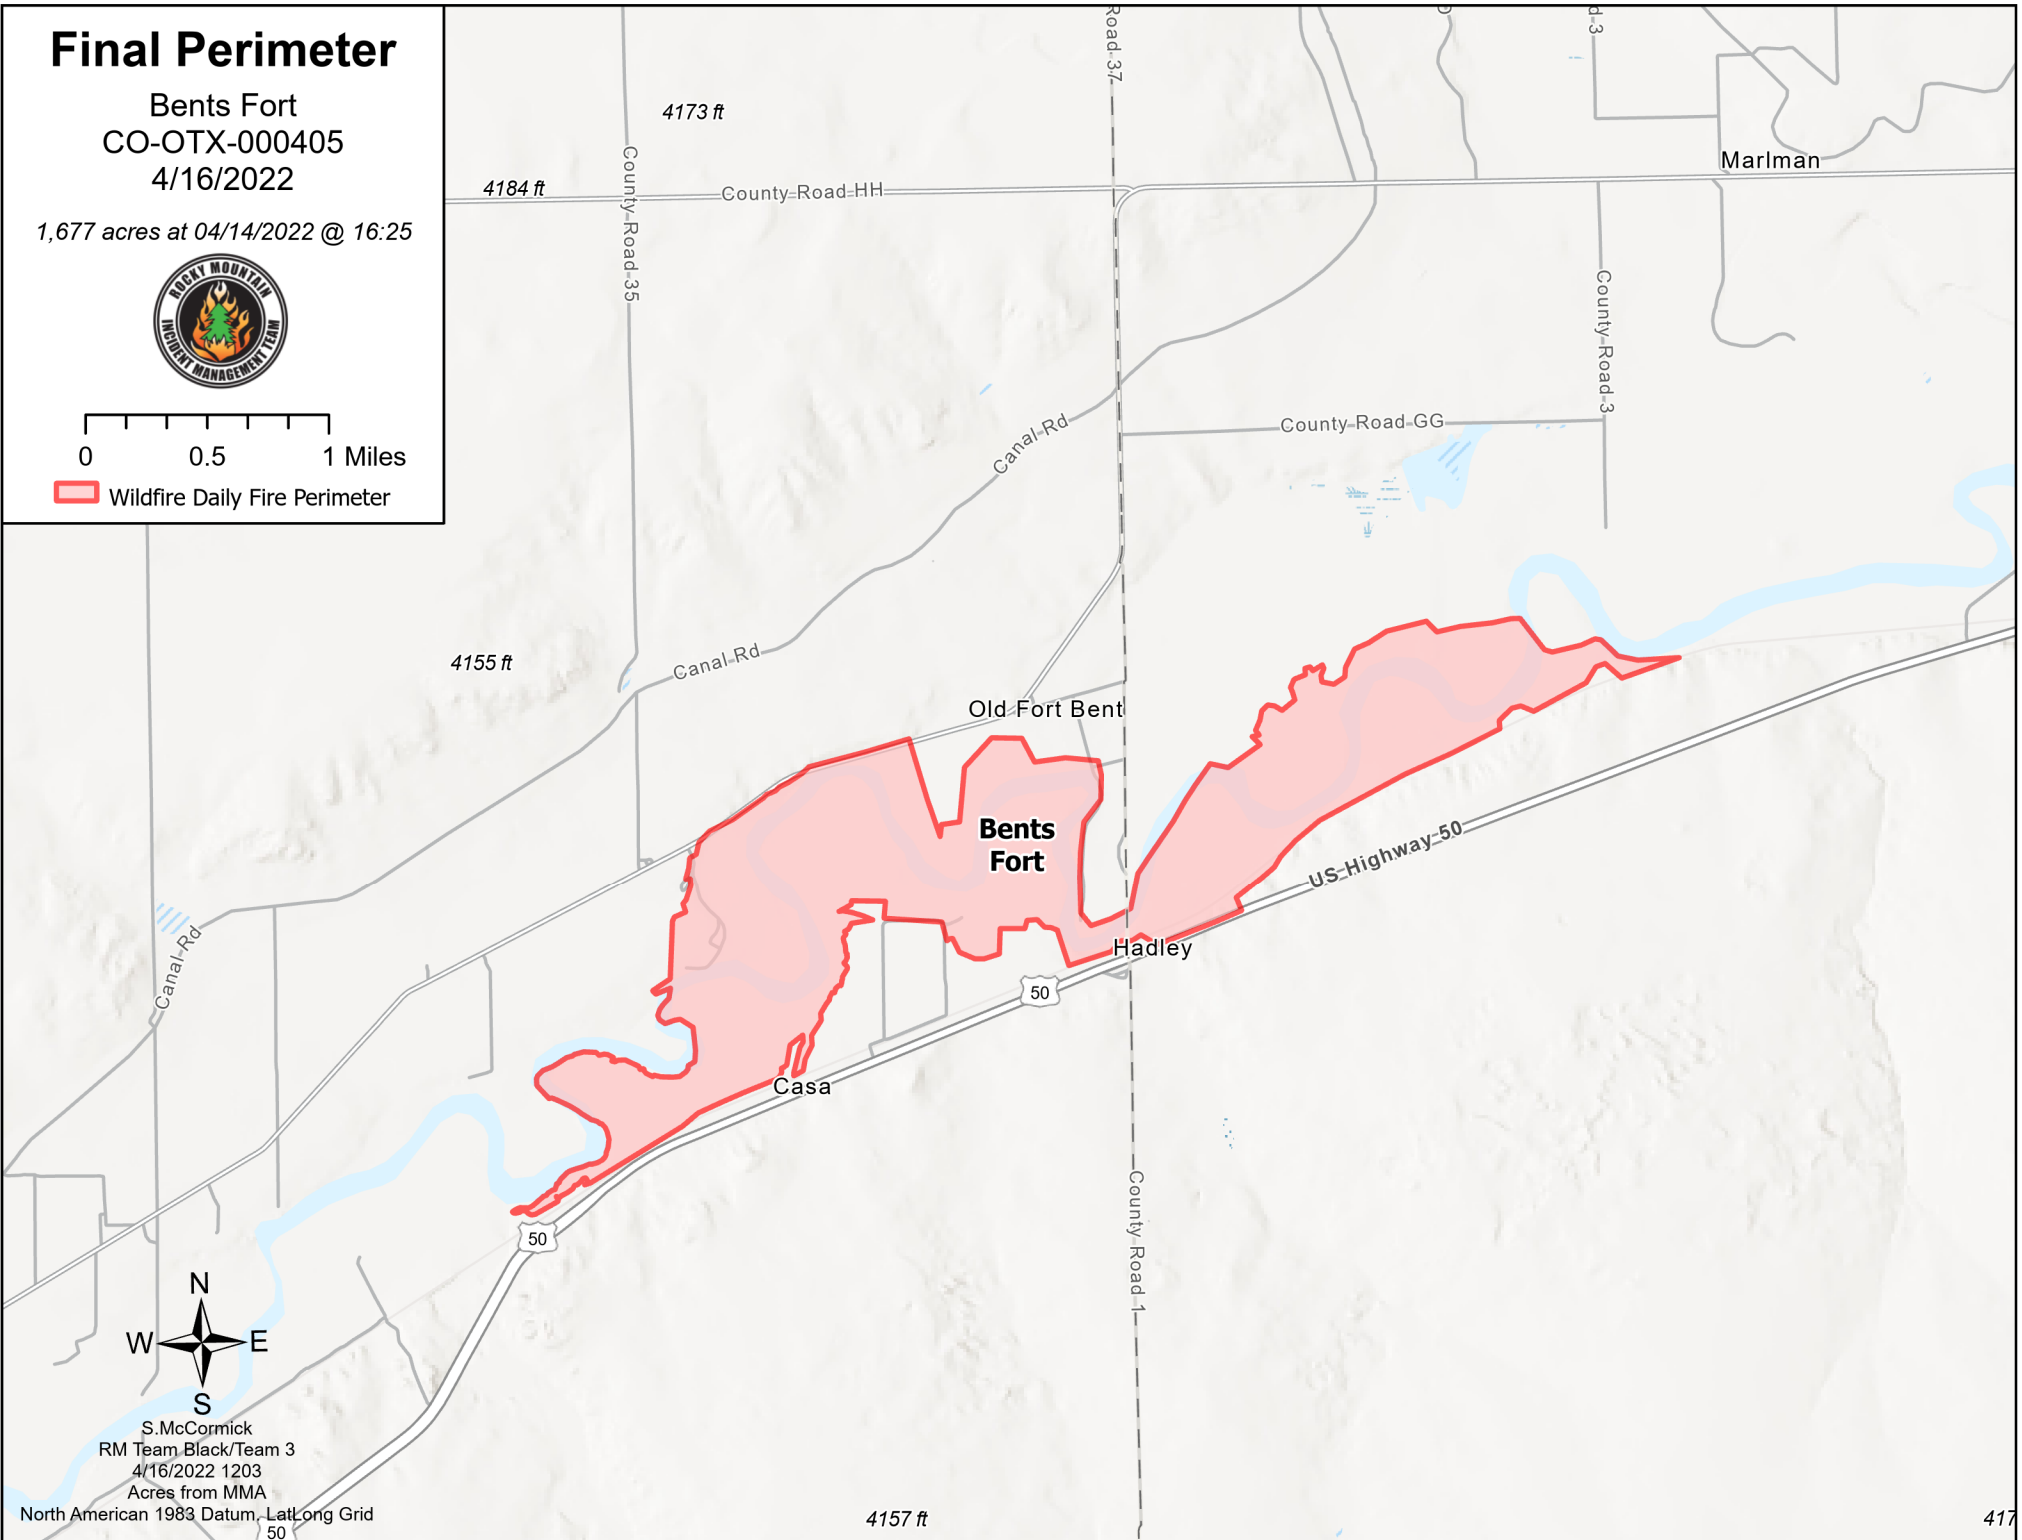 Final Perimeter
Bents Fort
CO-OTX-000405
4/16/2022
1,677 acres at 04/14/2022 @ 16:25
ROCKY MOUNTAIN
INCIDENT MANAGEMENT TEAM
0 0.5 1 Miles
Wildfire Daily Fire Perimeter
Road 37
d 3
4173 ft
Marlman
4184 ft
County Road HH
County Road 35
County Road 3
County Road GG
Canal Rd
4155 ft
Canal Rd
Old Fort Bent
Bents
Fort
US Highway 50
Canal Rd
Hadley
50
Casa
County Road 1
50
N
W E
S
S.McCormick
RM Team Black/Team 3
4/16/2022 1203
Acres from MMA
North American 1983 Datum, LatLong Grid
50
4157 ft
417